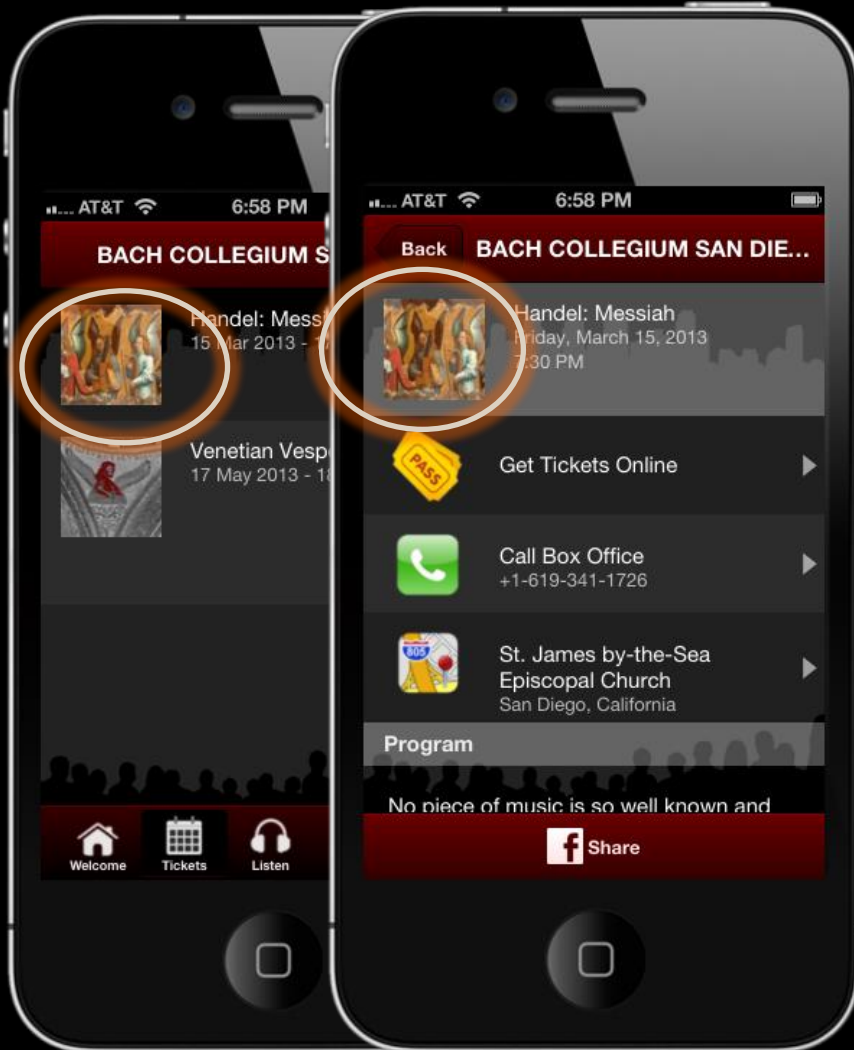 AT&T 6:58 PM
BACH COLLEGIUM S
Handel: Mess
15 Mar 2013 -
Venetian Vesp
17 May 2013 - 1
Welcome Tickets Listen
AT&T 6:58 PM
Back BACH COLLEGIUM SAN DIE...
Handel: Messiah
Friday, March 15, 2013
7:30 PM
PASS
Get Tickets Online
Call Box Office
+1-619-341-1726
805
St. James by-the-Sea
Episcopal Church
San Diego, California
Program
No piece of music is so well known and
f Share